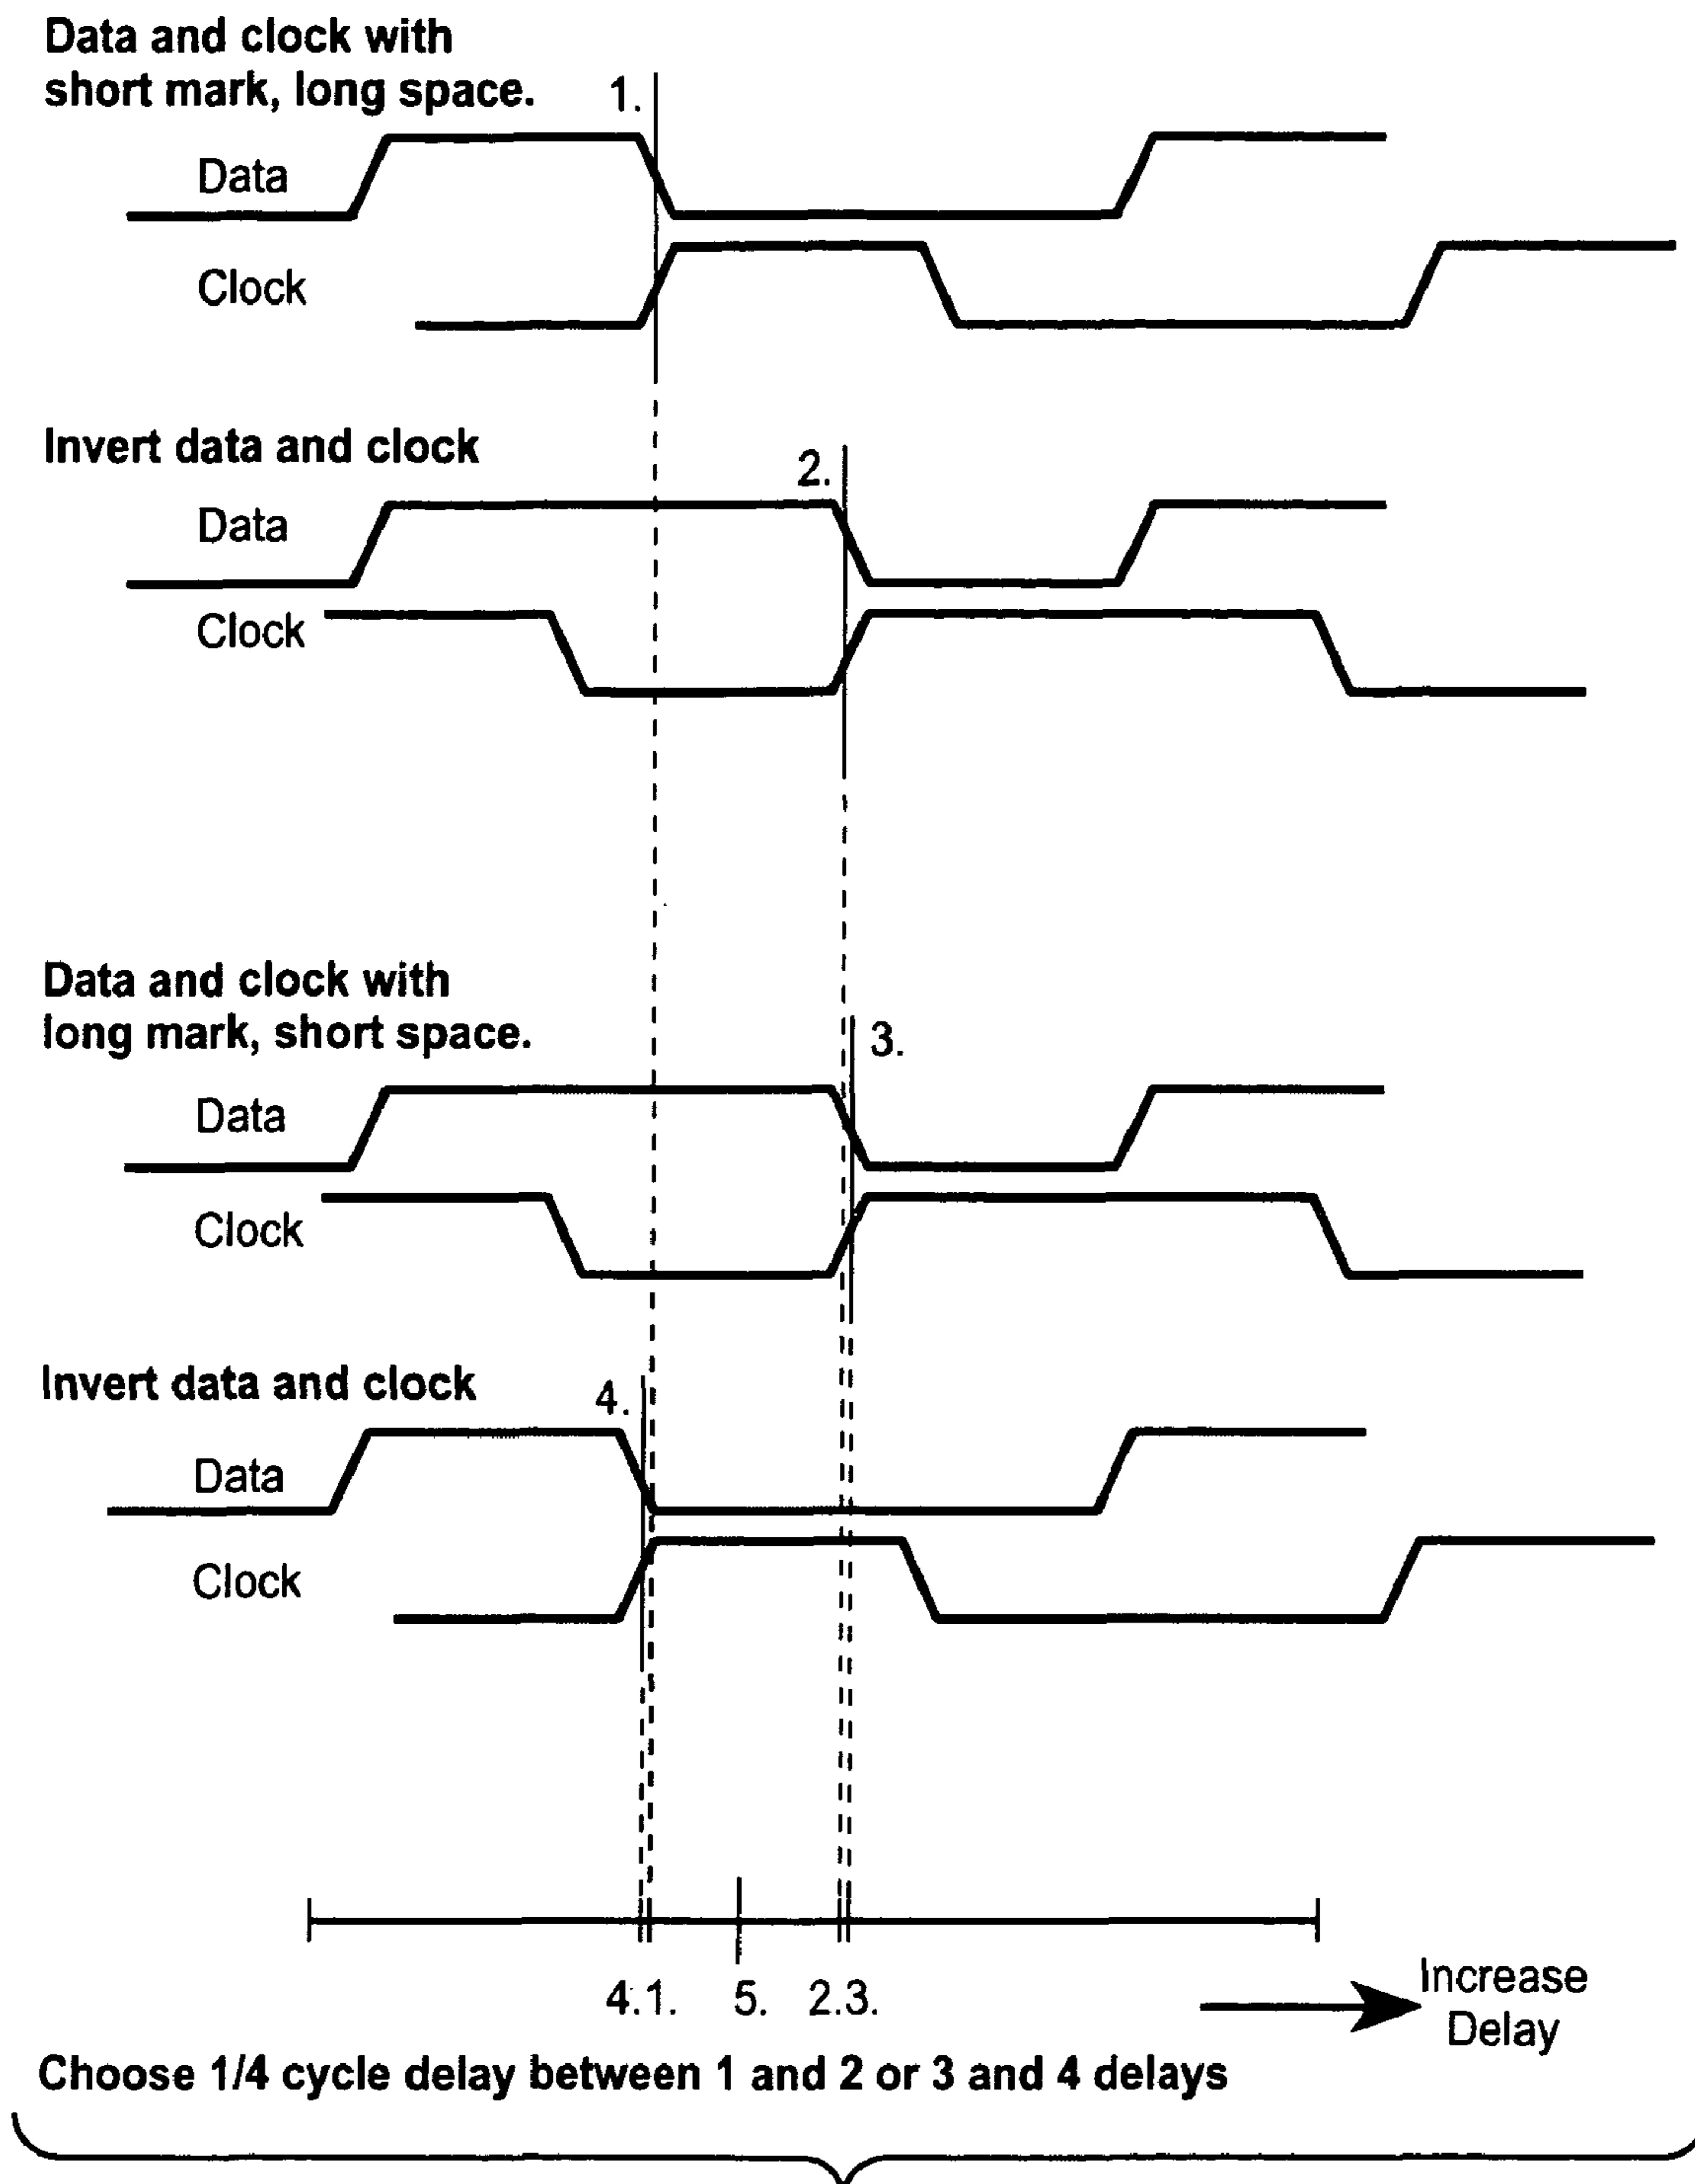 Data and clock with
short mark, long space.
1.
Data
Clock
Invert data and clock
2.
Data
Clock
Data and clock with
long mark, short space.
3.
Data
Clock
Invert data and clock
4.
Data
Clock
4.1. 5. 2.3.
Increase
Delay
Choose 1/4 cycle delay between 1 and 2 or 3 and 4 delays